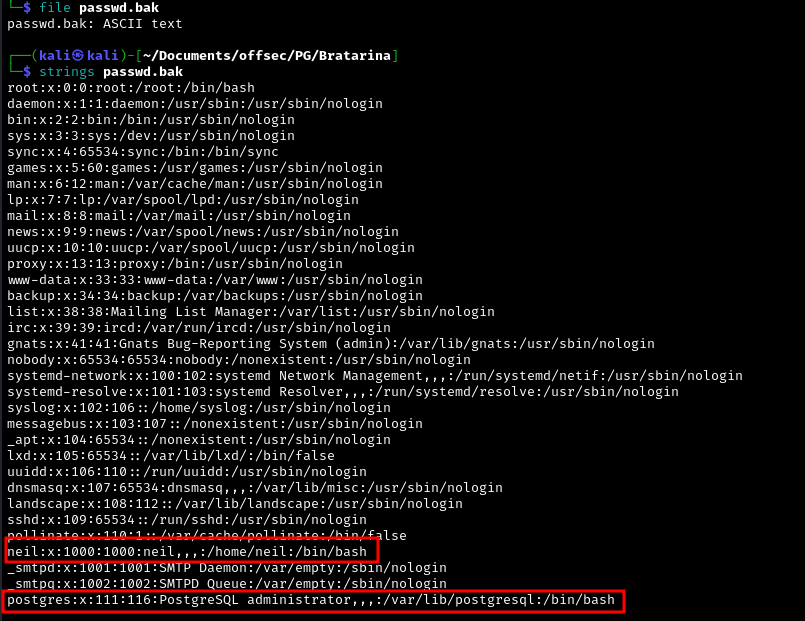 └─$ file passwd.bak
passwd.bak: ASCII text
┌──(kali㉿kali)-[~/Documents/offsec/PG/Bratarina]
└─$ strings passwd.bak
root:x:0:0:root:/root:/bin/bash
daemon:x:1:1:daemon:/usr/sbin:/usr/sbin/nologin
bin:x:2:2:bin:/bin:/usr/sbin/nologin
sys:x:3:3:sys:/dev:/usr/sbin/nologin
sync:x:4:65534:sync:/bin:/bin/sync
games:x:5:60:games:/usr/games:/usr/sbin/nologin
man:x:6:12:man:/var/cache/man:/usr/sbin/nologin
lp:x:7:7:lp:/var/spool/lpd:/usr/sbin/nologin
mail:x:8:8:mail:/var/mail:/usr/sbin/nologin
news:x:9:9:news:/var/spool/news:/usr/sbin/nologin
uucp:x:10:10:uucp:/var/spool/uucp:/usr/sbin/nologin
proxy:x:13:13:proxy:/bin:/usr/sbin/nologin
www-data:x:33:33:www-data:/var/www:/usr/sbin/nologin
backup:x:34:34:backup:/var/backups:/usr/sbin/nologin
list:x:38:38:Mailing List Manager:/var/list:/usr/sbin/nologin
irc:x:39:39:ircd:/var/run/ircd:/usr/sbin/nologin
gnats:x:41:41:Gnats Bug-Reporting System (admin):/var/lib/gnats:/usr/sbin/nologin
nobody:x:65534:65534:nobody:/nonexistent:/usr/sbin/nologin
systemd-network:x:100:102:systemd Network Management,,,:/run/systemd/netif:/usr/sbin/nologin
systemd-resolve:x:101:103:systemd Resolver,,,:/run/systemd/resolve:/usr/sbin/nologin
syslog:x:102:106::/home/syslog:/usr/sbin/nologin
messagebus:x:103:107::/nonexistent:/usr/sbin/nologin
_apt:x:104:65534::/nonexistent:/usr/sbin/nologin
lxd:x:105:65534::/var/lib/lxd/:/bin/false
uuidd:x:106:110::/run/uuidd:/usr/sbin/nologin
dnsmasq:x:107:65534:dnsmasq,,,:/var/lib/misc:/usr/sbin/nologin
landscape:x:108:112::/var/lib/landscape:/usr/sbin/nologin
sshd:x:109:65534::/run/sshd:/usr/sbin/nologin
pollinate:x:110:1::/var/cache/pollinate:/bin/false
neil:x:1000:1000:neil,,,:/home/neil:/bin/bash
_smtpd:x:1001:1001:SMTP Daemon:/var/empty:/sbin/nologin
_smtpq:x:1002:1002:SMTPD Queue:/var/empty:/sbin/nologin
postgres:x:111:116:PostgreSQL administrator,,,:/var/lib/postgresql:/bin/bash